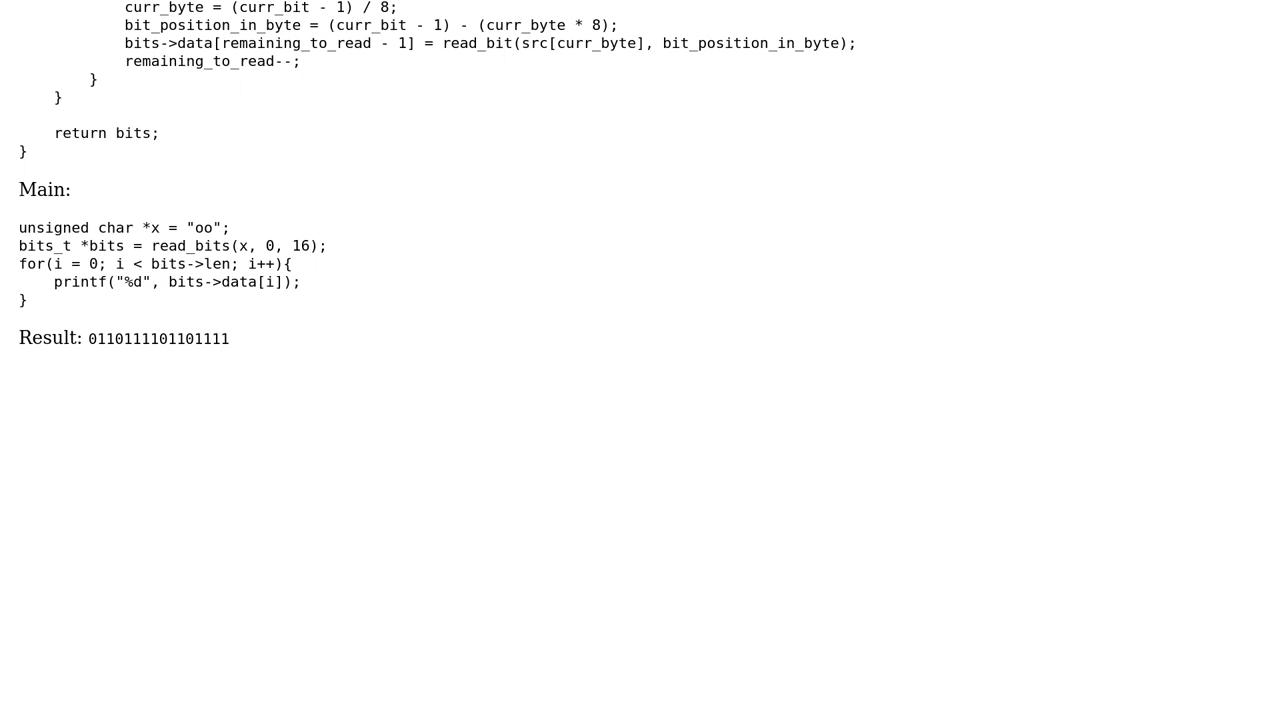 curr_byte = (curr_bit - 1) / 8;
            bit_position_in_byte = (curr_bit - 1) - (curr_byte * 8);
            bits->data[remaining_to_read - 1] = read_bit(src[curr_byte], bit_position_in_byte);
            remaining_to_read--;
        }
    }
    return bits;
}
Main:
unsigned char *x = "oo";
bits_t *bits = read_bits(x, 0, 16);
for(i = 0; i < bits->len; i++){
    printf("%d", bits->data[i]);
}
Result: 0110111101101111